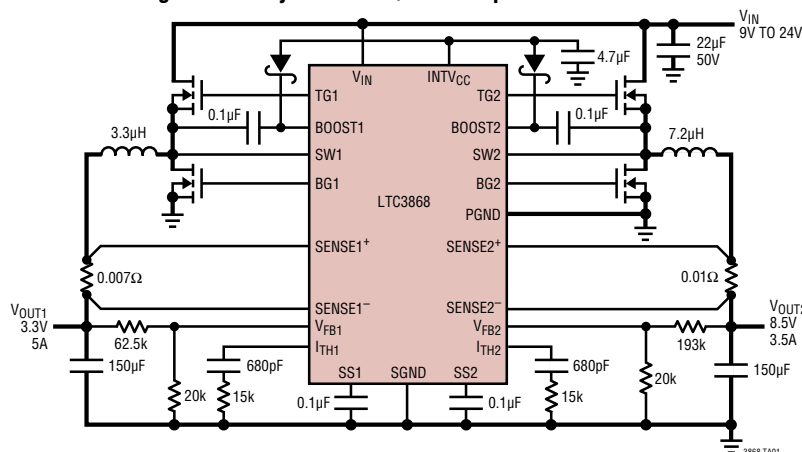 V_IN
9V TO 24V
22µF
50V
4.7µF
V_IN
INTV_CC
TG1
TG2
0.1µF
BOOST1
BOOST2
0.1µF
3.3µH
SW1
SW2
7.2µH
BG1
BG2
LTC3868
PGND
SENSE1+
SENSE2+
0.007Ω
0.01Ω
SENSE1–
SENSE2–
V_OUT1
3.3V
5A
V_FB1
V_FB2
V_OUT2
8.5V
3.5A
62.5k
193k
I_TH1
I_TH2
150µF
680pF
680pF
150µF
SS1
SGND
SS2
20k
15k
0.1µF
0.1µF
15k
20k
3868 TA01